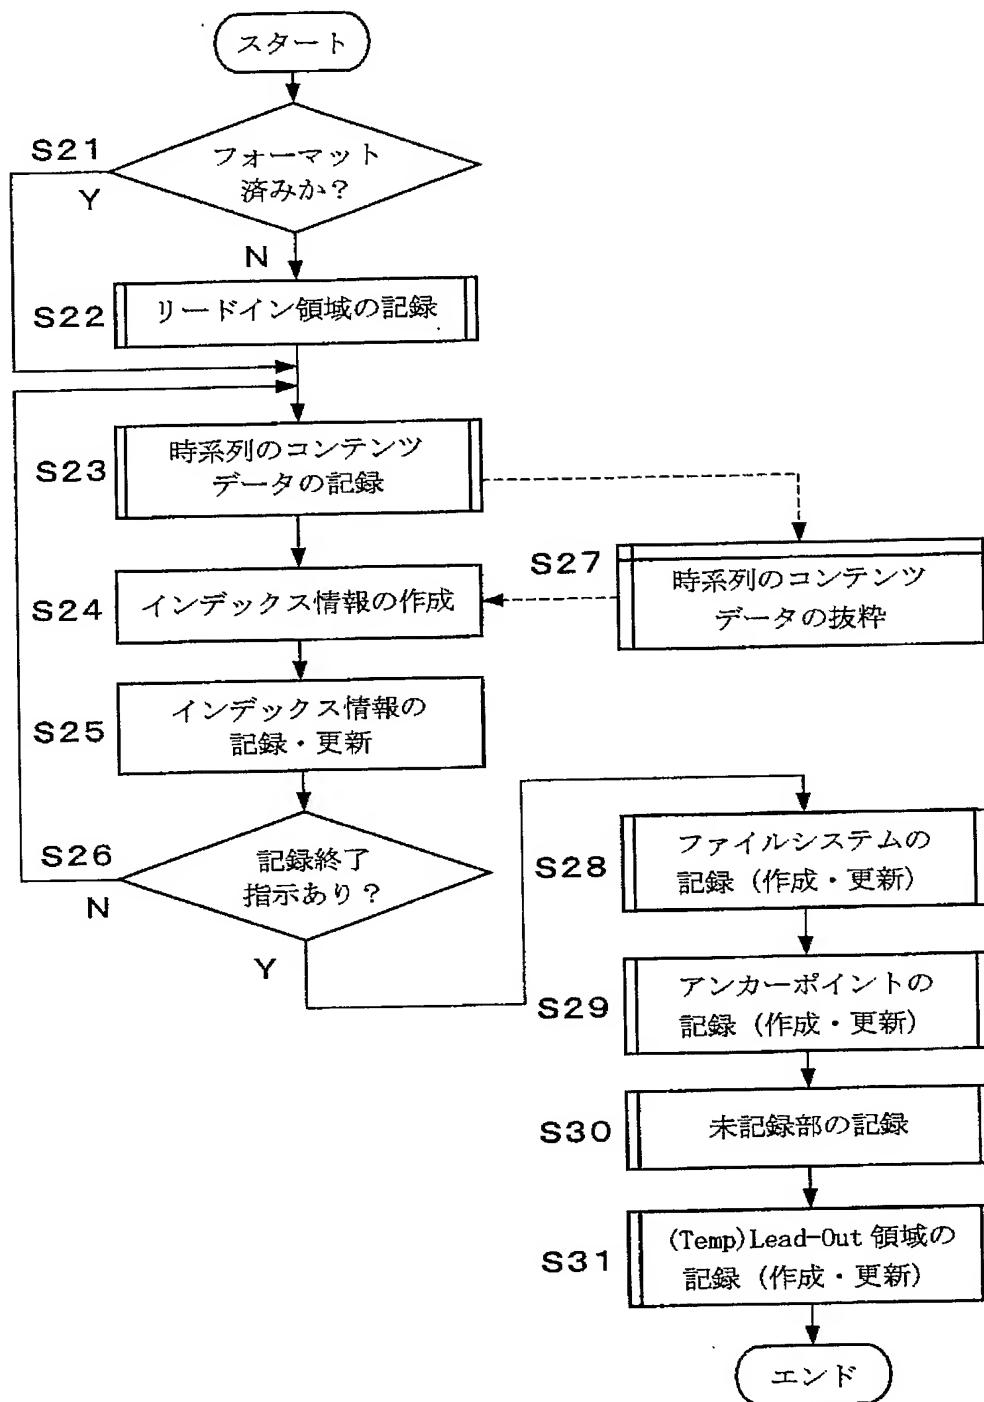 スタート
S21
フォーマット
済みか？
Y
N
S22
リードイン領域の記録
S23
時系列のコンテンツ
データの記録
S27
時系列のコンテンツ
データの抜粋
S24
インデックス情報の作成
S25
インデックス情報の
記録・更新
S26
記録終了
指示あり？
N
Y
S28
ファイルシステムの
記録（作成・更新）
S29
アンカーポイントの
記録（作成・更新）
S30
未記録部の記録
S31
(Temp)Lead-Out 領域の
記録（作成・更新）
エンド